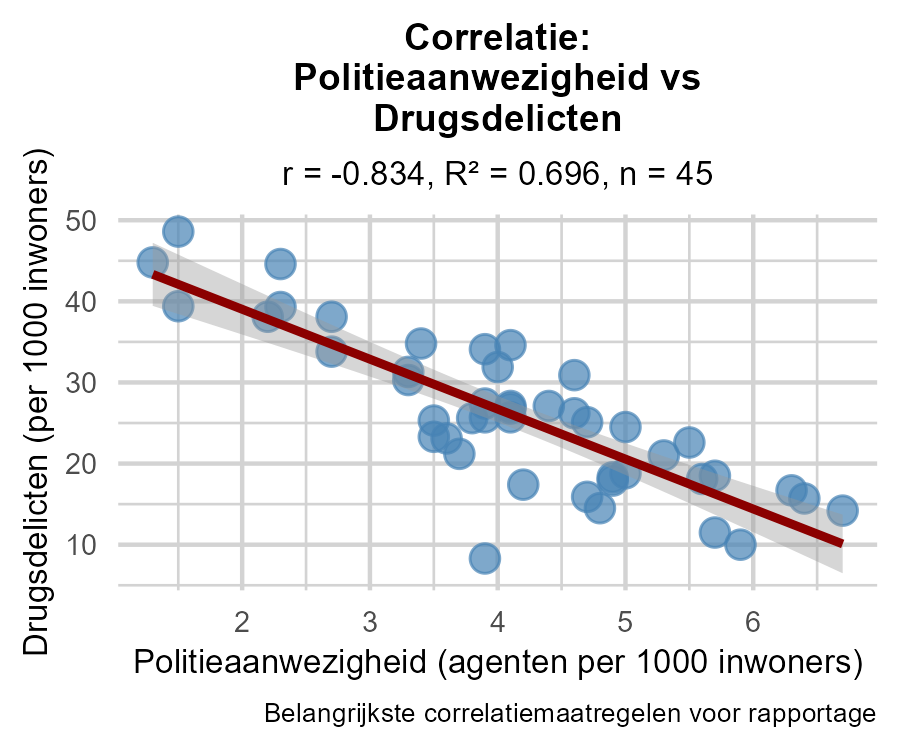 Correlatie:
Politieaanwezigheid vs
Drugsdelicten
r = -0.834, R² = 0.696, n = 45
Drugsdelicten (per 1000 inwoners)
50
40
30
20
10
2
3
4
5
6
Politieaanwezigheid (agenten per 1000 inwoners)
Belangrijkste correlatiemaatregelen voor rapportage